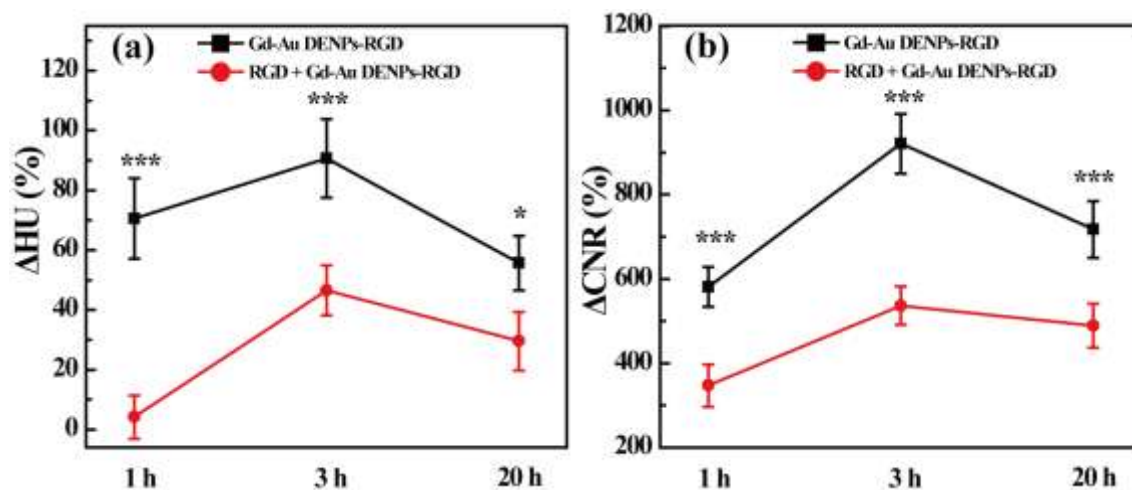 (a)
Gd-Au DENPs-RGD
RGD + Gd-Au DENPs-RGD
ΔHU (%)
120
100
80
60
40
20
0
***
***
*
1 h
3 h
20 h
(b)
Gd-Au DENPs-RGD
RGD + Gd-Au DENPs-RGD
ΔCNR (%)
1200
1000
800
600
400
200
***
***
***
1 h
3 h
20 h